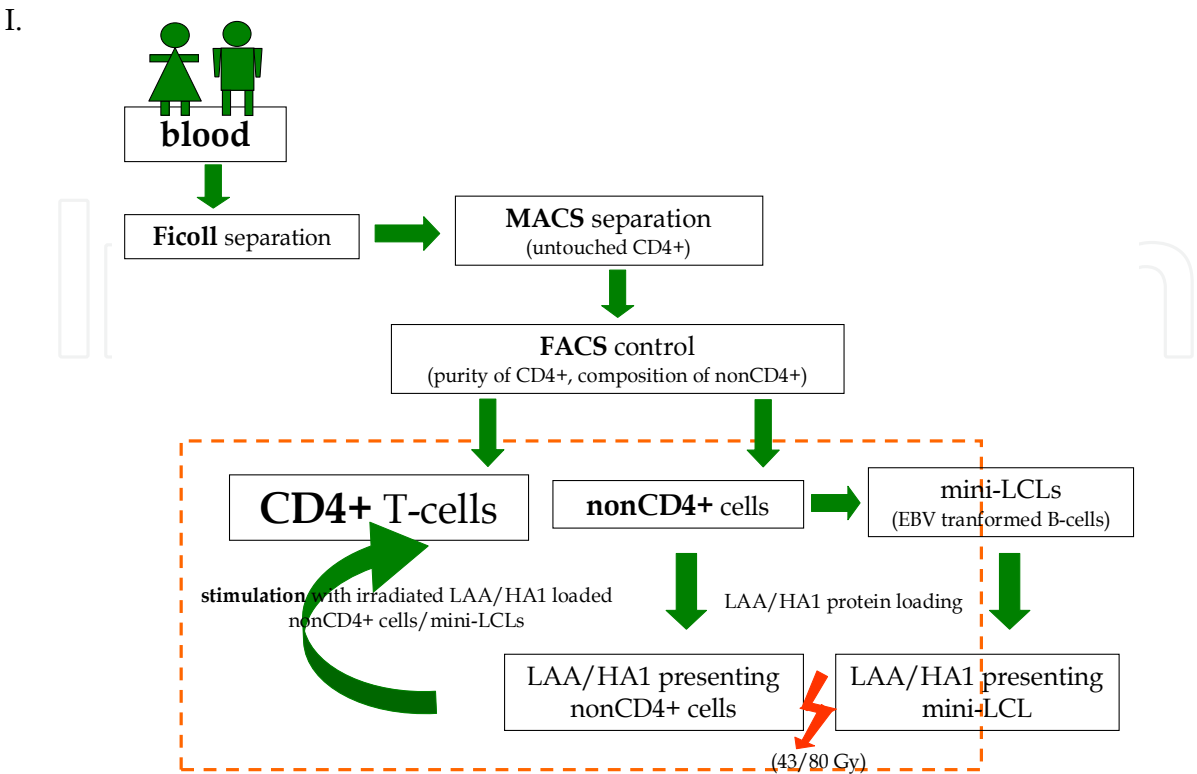 I.
blood
Ficoll separation
MACS separation
(untouched CD4+)
FACS control
(purity of CD4+, composition of nonCD4+)
CD4+ T-cells
nonCD4+ cells
mini-LCLs
(EBV tranformed B-cells)
stimulation with irradiated LAA/HA1 loaded
nonCD4+ cells/mini-LCLs
LAA/HA1 protein loading
LAA/HA1 presenting
nonCD4+ cells
LAA/HA1 presenting
mini-LCL
(43/80 Gy)